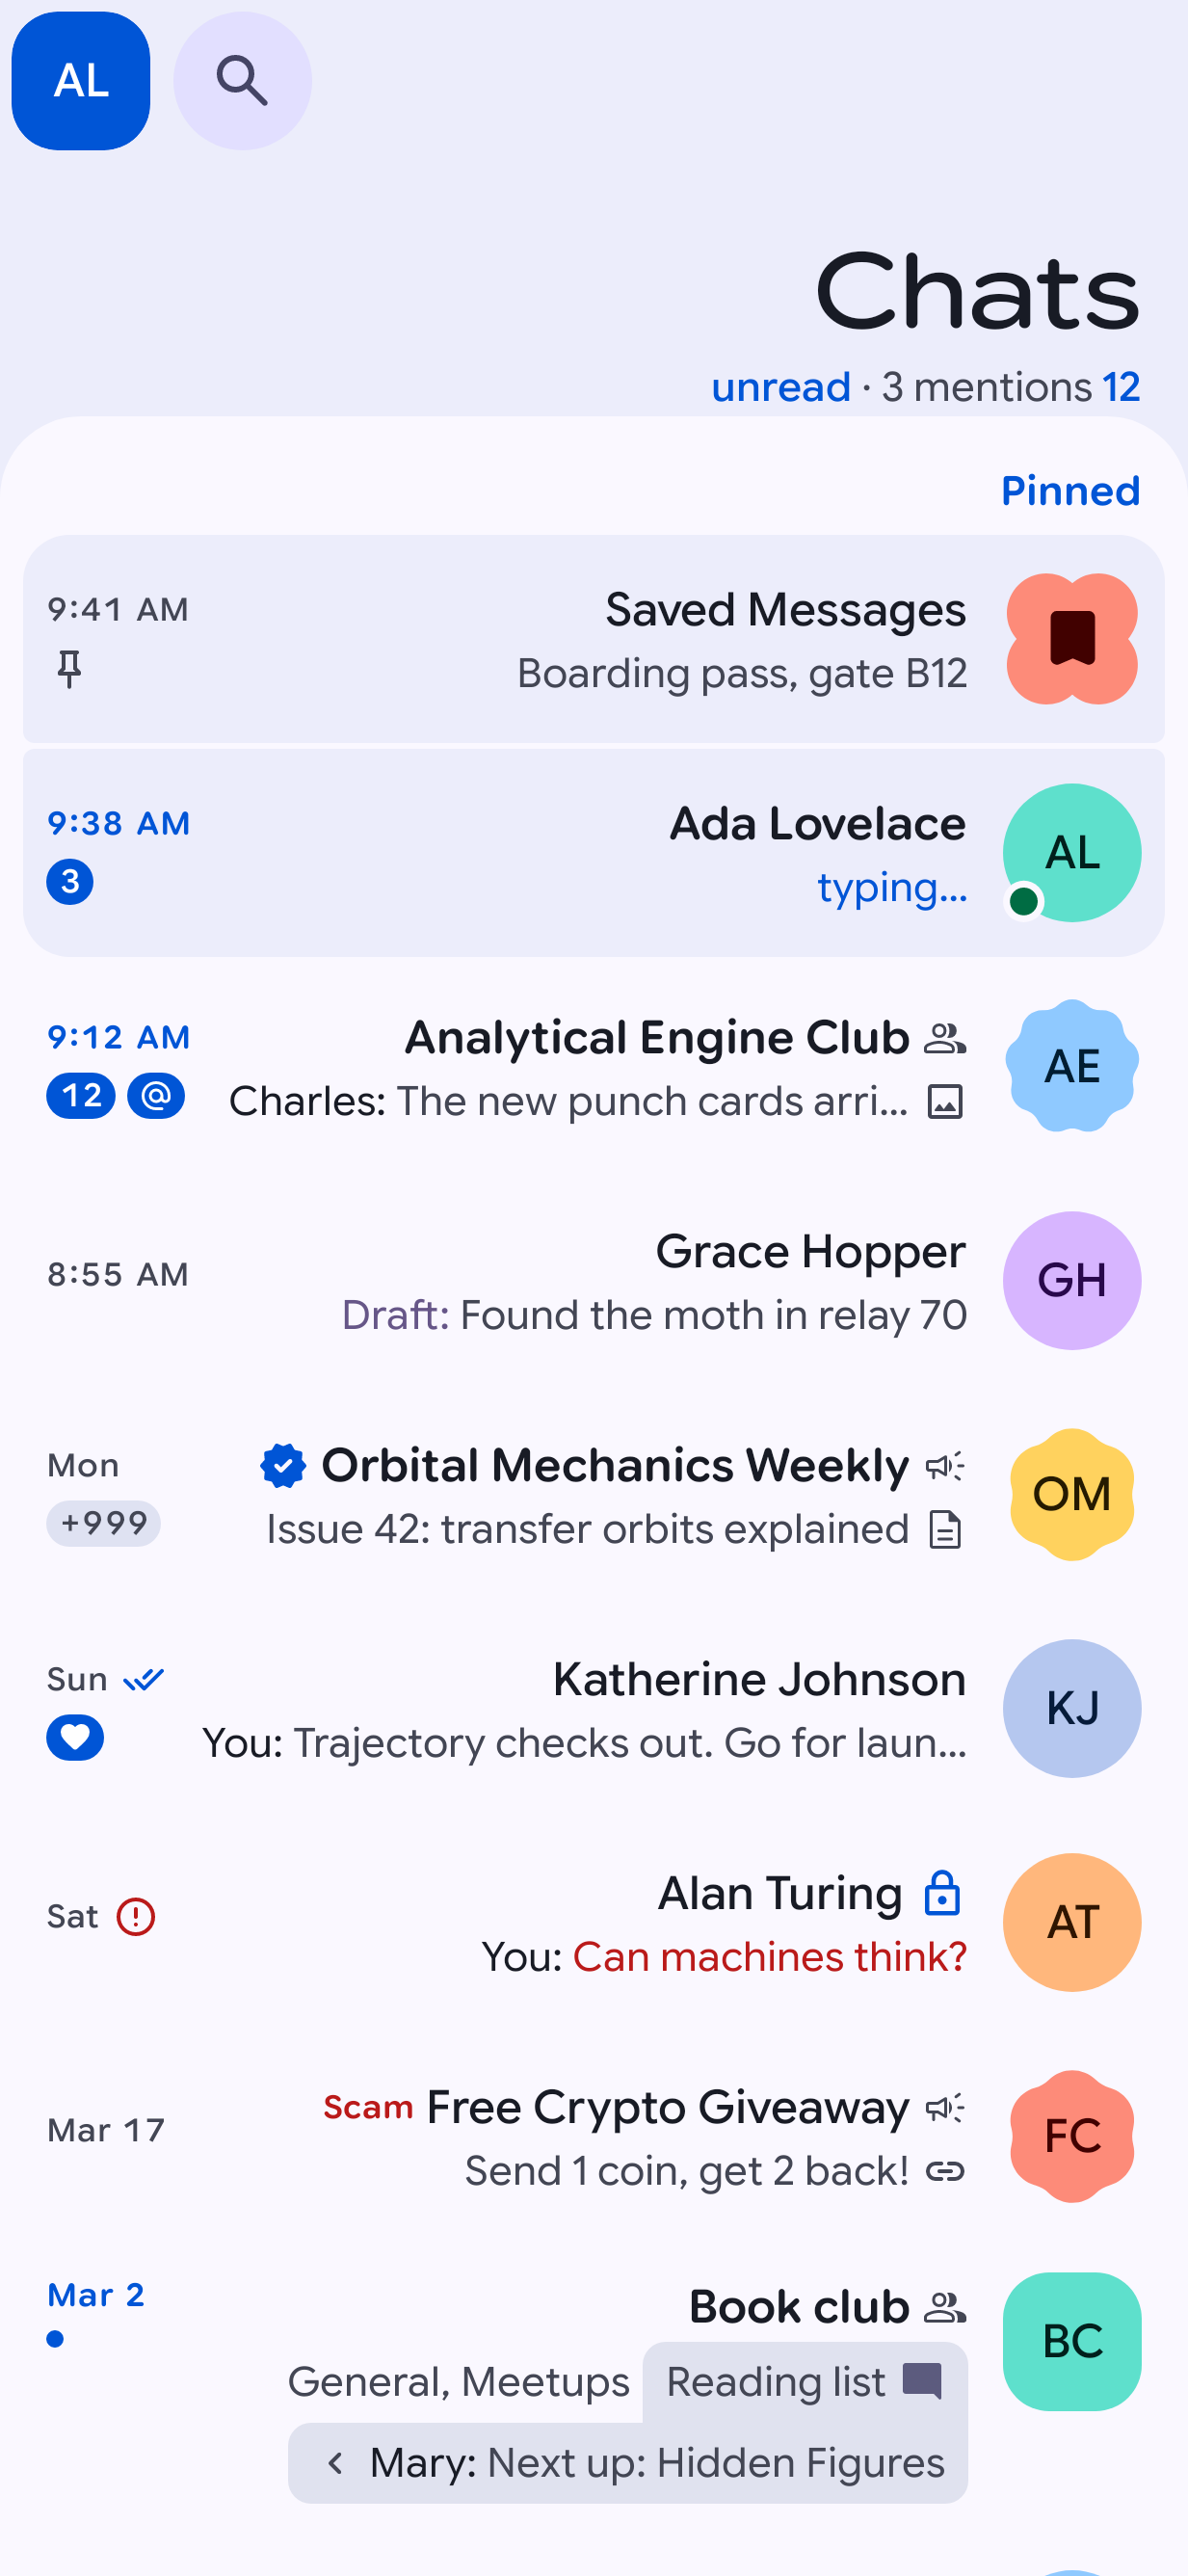 AL
Chats
unread · 3 mentions 12
Pinned
Saved Messages
9:41 AM
Boarding pass, gate B12
AL
Ada Lovelace
9:38 AM
typing...
3
AE
Analytical Engine Club
9:12 AM
Charles: The new punch cards arri...
12 @
GH
Grace Hopper
8:55 AM
Draft: Found the moth in relay 70
OM
Orbital Mechanics Weekly
Mon
Issue 42: transfer orbits explained
+999
KJ
Katherine Johnson
Sun
You: Trajectory checks out. Go for laun...
AT
Alan Turing
Sat
You: Can machines think?
FC
Scam Free Crypto Giveaway
Mar 17
Send 1 coin, get 2 back!
BC
Book club
Mar 2
General, Meetups Reading list
Mary: Next up: Hidden Figures